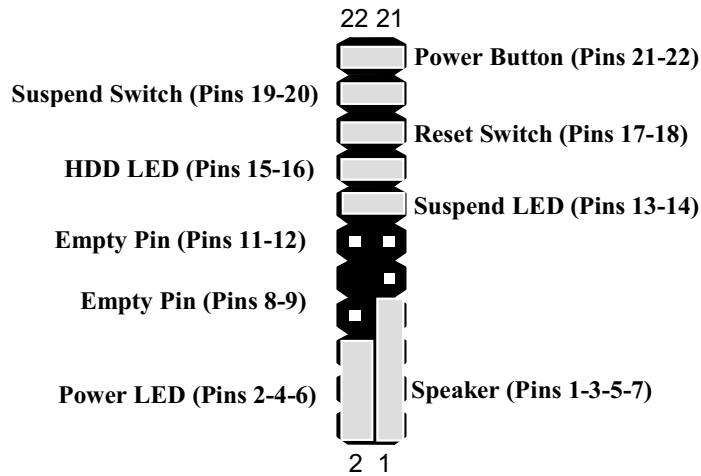 22 21
Power Button (Pins 21-22)
Suspend Switch (Pins 19-20)
Reset Switch (Pins 17-18)
HDD LED (Pins 15-16)
Suspend LED (Pins 13-14)
Empty Pin (Pins 11-12)
Empty Pin (Pins 8-9)
Power LED (Pins 2-4-6)
Speaker (Pins 1-3-5-7)
2 1